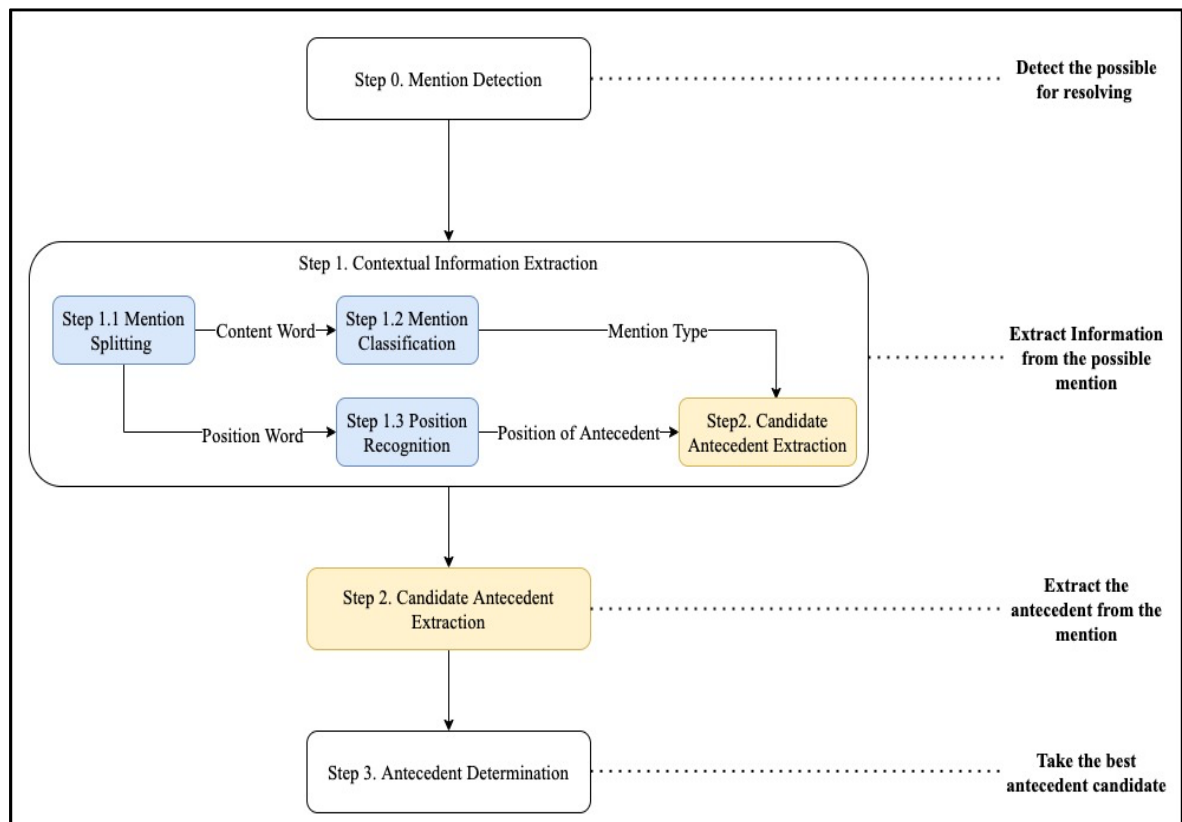 Step 0. Mention Detection
Detect the possible
for resolving
Step 1. Contextual Information Extraction
Step 1.1 Mention
Splitting
Content Word
Step 1.2 Mention
Classification
Mention Type
Extract Information
from the possible
mention
Position Word
Step 1.3 Position
Recognition
Position of Antecedent
Step2. Candidate
Antecedent Extraction
Step 2. Candidate Antecedent
Extraction
Extract the
antecedent from the
mention
Step 3. Antecedent Determination
Take the best
antecedent candidate